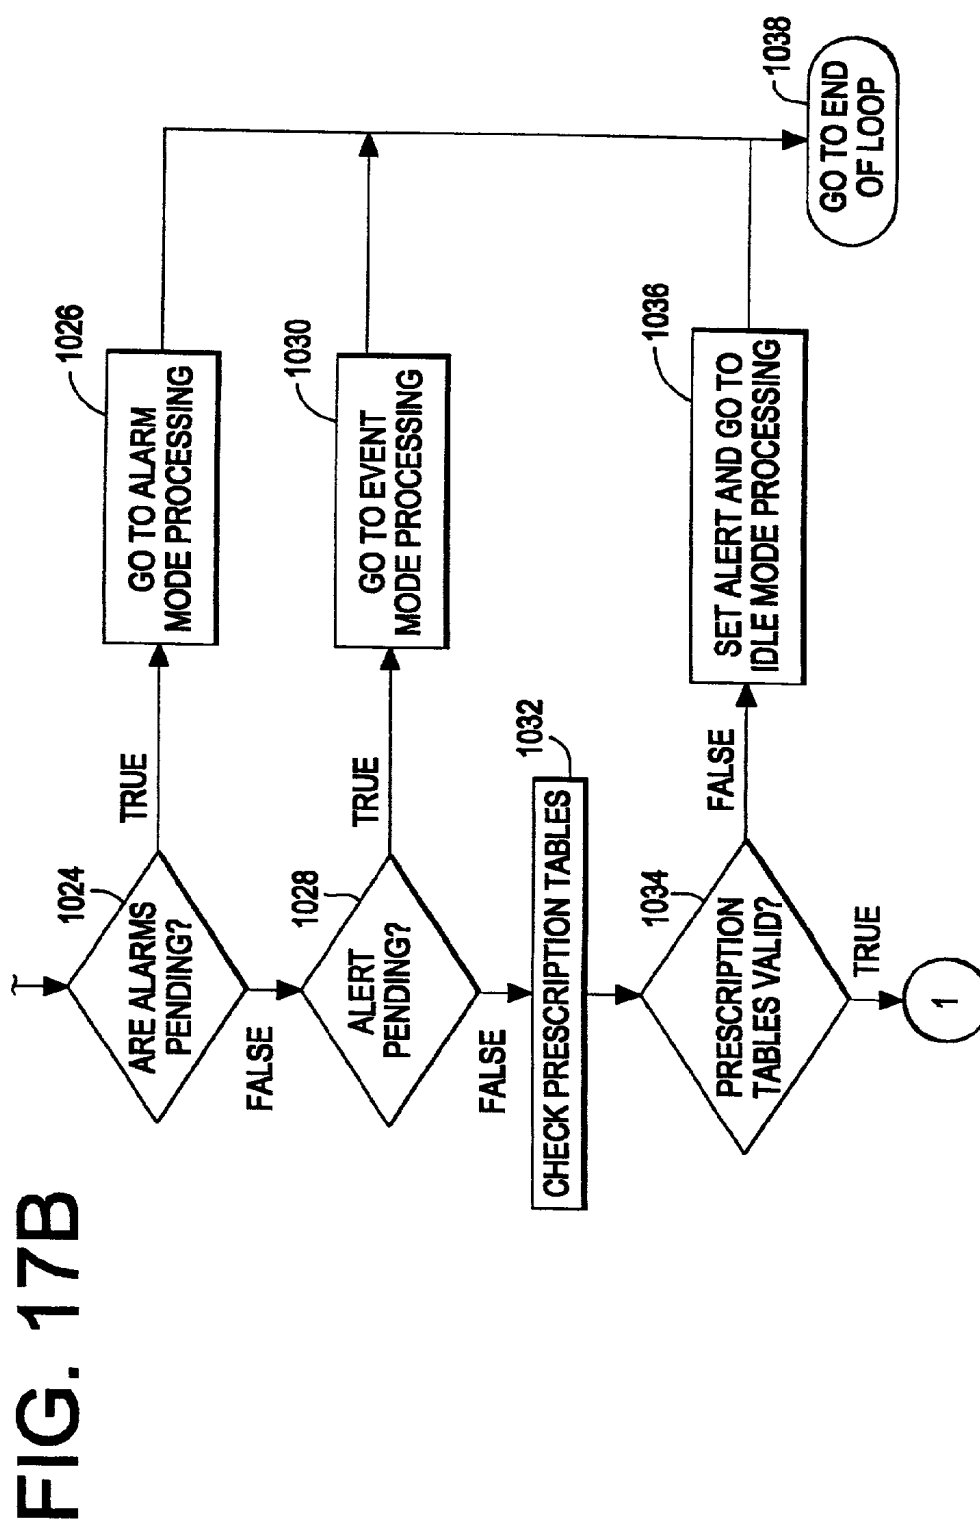 FIG. 17B
ARE ALARMS
PENDING?
1024
TRUE
GO TO ALARM
MODE PROCESSING
1026
FALSE
ALERT
PENDING?
1028
TRUE
GO TO EVENT
MODE PROCESSING
1030
FALSE
CHECK PRESCRIPTION TABLES
1032
PRESCRIPTION
TABLES VALID?
1034
FALSE
SET ALERT AND GO TO
IDLE MODE PROCESSING
1036
TRUE
1
GO TO END
OF LOOP
1038